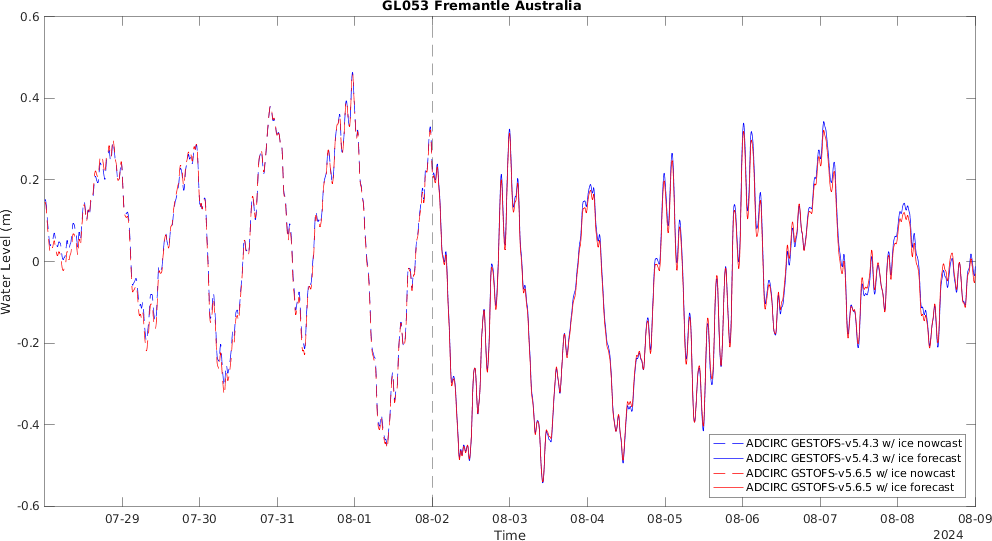 GL053 Fremantle Australia
Water Level (m)
0.6
0.4
0.2
0
-0.2
-0.4
-0.6
ADCIRC GESTOFS-v5.4.3 w/ ice nowcast
ADCIRC GESTOFS-v5.4.3 w/ ice forecast
ADCIRC GSTOFS-v5.6.5 w/ ice nowcast
ADCIRC GSTOFS-v5.6.5 w/ ice forecast
07-29 07-30 07-31 08-01 08-02 08-03 08-04 08-05 08-06 08-07 08-08 08-09
Time
2024